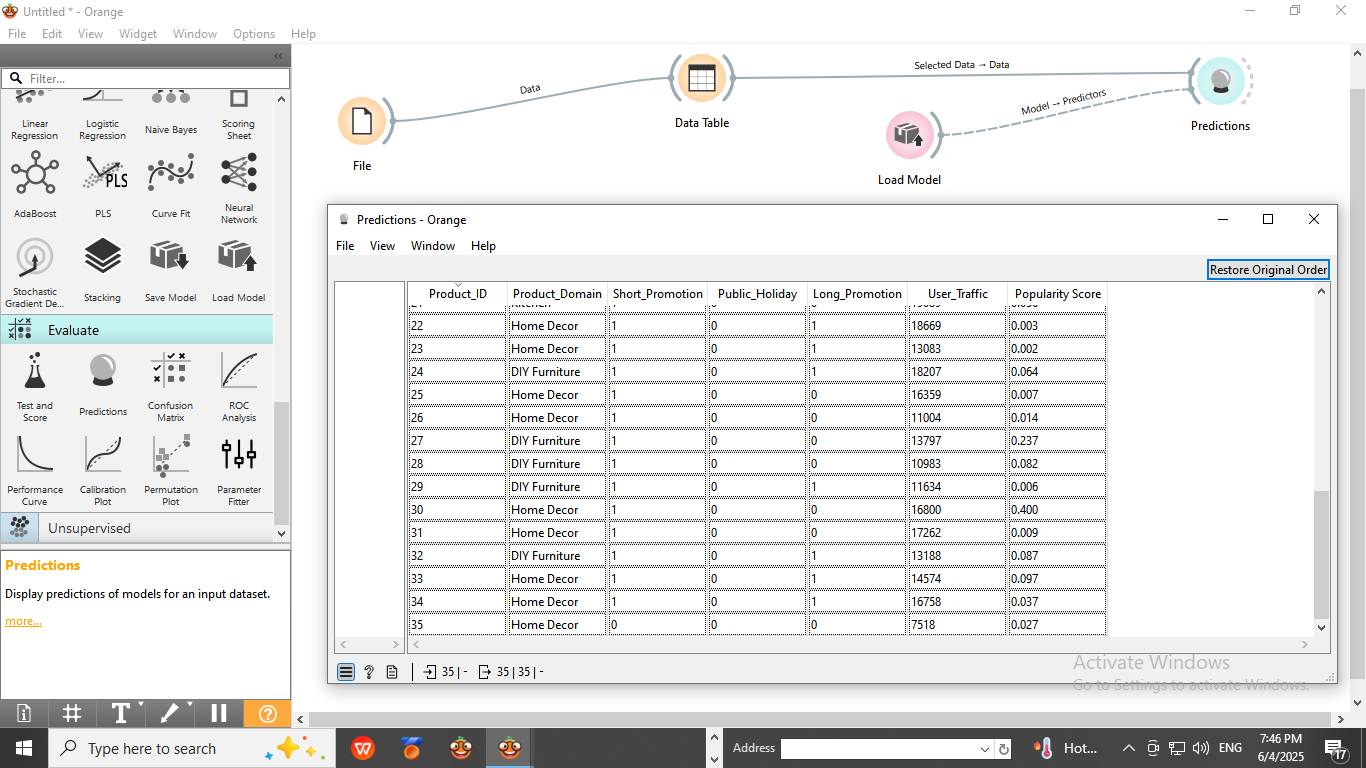 Untitled * - Orange
File Edit View Widget Window Options Help
Filter...
Linear Regression
Logistic Regression
Naive Bayes
Scoring Sheet
AdaBoost
PLS
PLS
Curve Fit
Neural Network
Stochastic Gradient De...
Stacking
Save Model
Load Model
Evaluate
Test and Score
Predictions
Confusion Matrix
ROC Analysis
Performance Curve
Calibration Plot
Permutation Plot
Parameter Fitter
Unsupervised
Predictions
Display predictions of models for an input dataset.
more...
File
Data
Data Table
Selected Data → Data
Load Model
Model → Predictors
Predictions
Predictions - Orange
File View Window Help
Restore Original Order
Product_ID Product_Domain Short_Promotion Public_Holiday Long_Promotion User_Traffic Popularity Score
22 Home Decor 1 0 1 18669 0.003
23 Home Decor 1 0 1 13083 0.002
24 DIY Furniture 1 0 1 18207 0.064
25 Home Decor 1 0 0 16359 0.007
26 Home Decor 1 0 0 11004 0.014
27 DIY Furniture 1 0 0 13797 0.237
28 DIY Furniture 1 0 0 10983 0.082
29 DIY Furniture 1 0 1 11634 0.006
30 Home Decor 1 0 0 16800 0.400
31 Home Decor 1 0 0 17262 0.009
32 DIY Furniture 1 0 1 13188 0.087
33 Home Decor 1 0 1 14574 0.097
34 Home Decor 1 0 1 16758 0.037
35 Home Decor 0 0 0 7518 0.027
35 | - 35 | 35 | -
Activate Windows
Go to Settings to activate Windows.
Type here to search
Address
Hot...
ENG
7:46 PM
6/4/2025
17